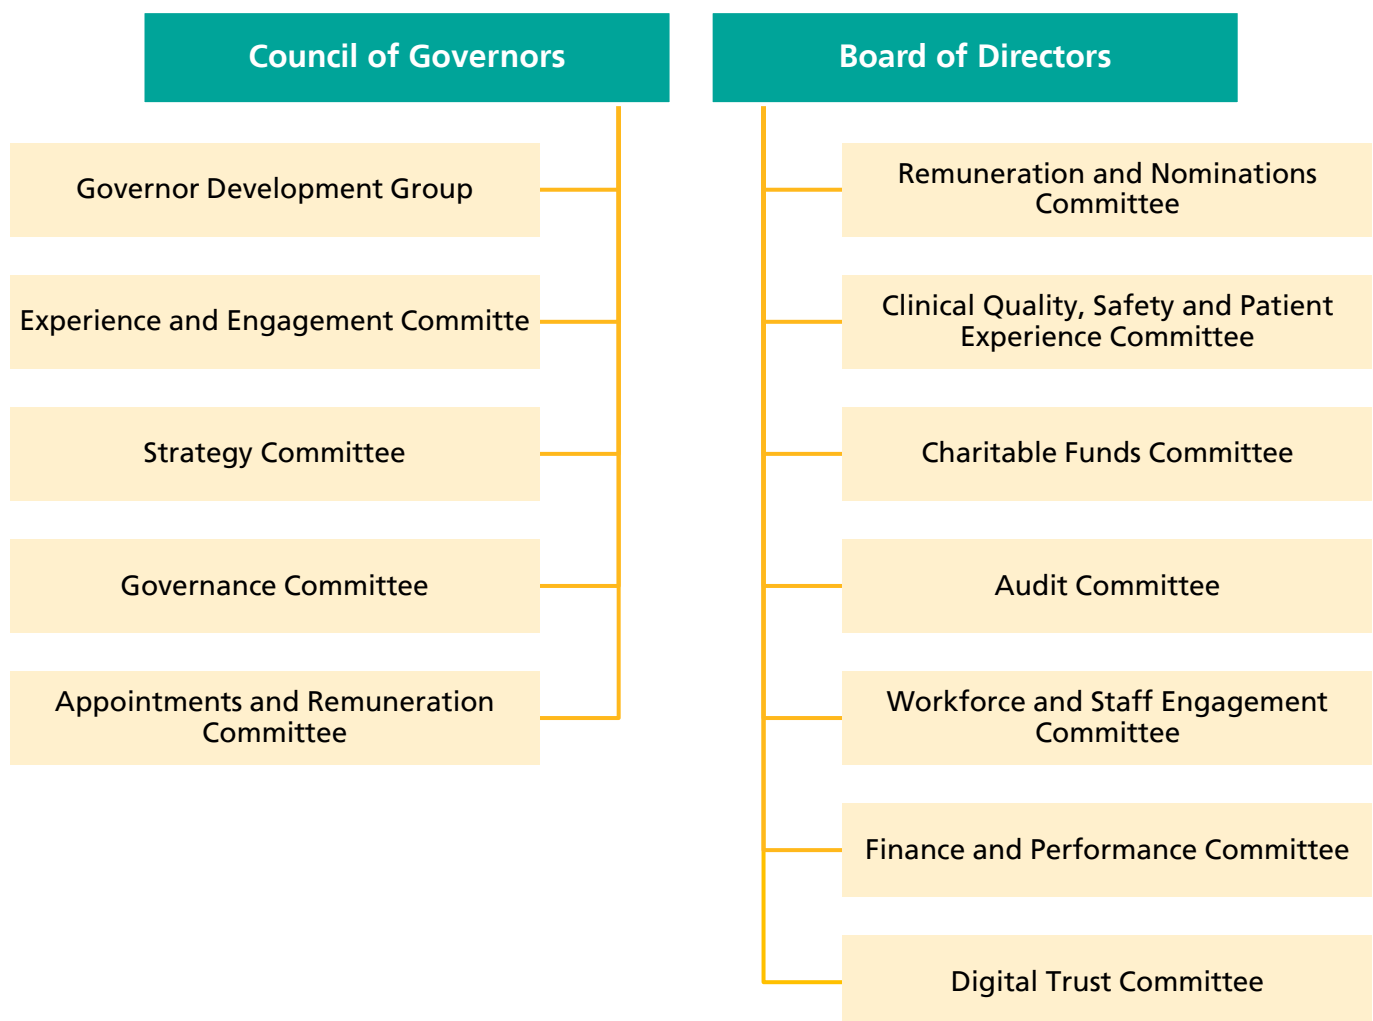 Council of Governors
Governor Development Group
Experience and Engagement Committe
Strategy Committee
Governance Committee
Appointments and Remuneration
Committee
Board of Directors
Remuneration and Nominations
Committee
Clinical Quality, Safety and Patient
Experience Committee
Charitable Funds Committee
Audit Committee
Workforce and Staff Engagement
Committee
Finance and Performance Committee
Digital Trust Committee